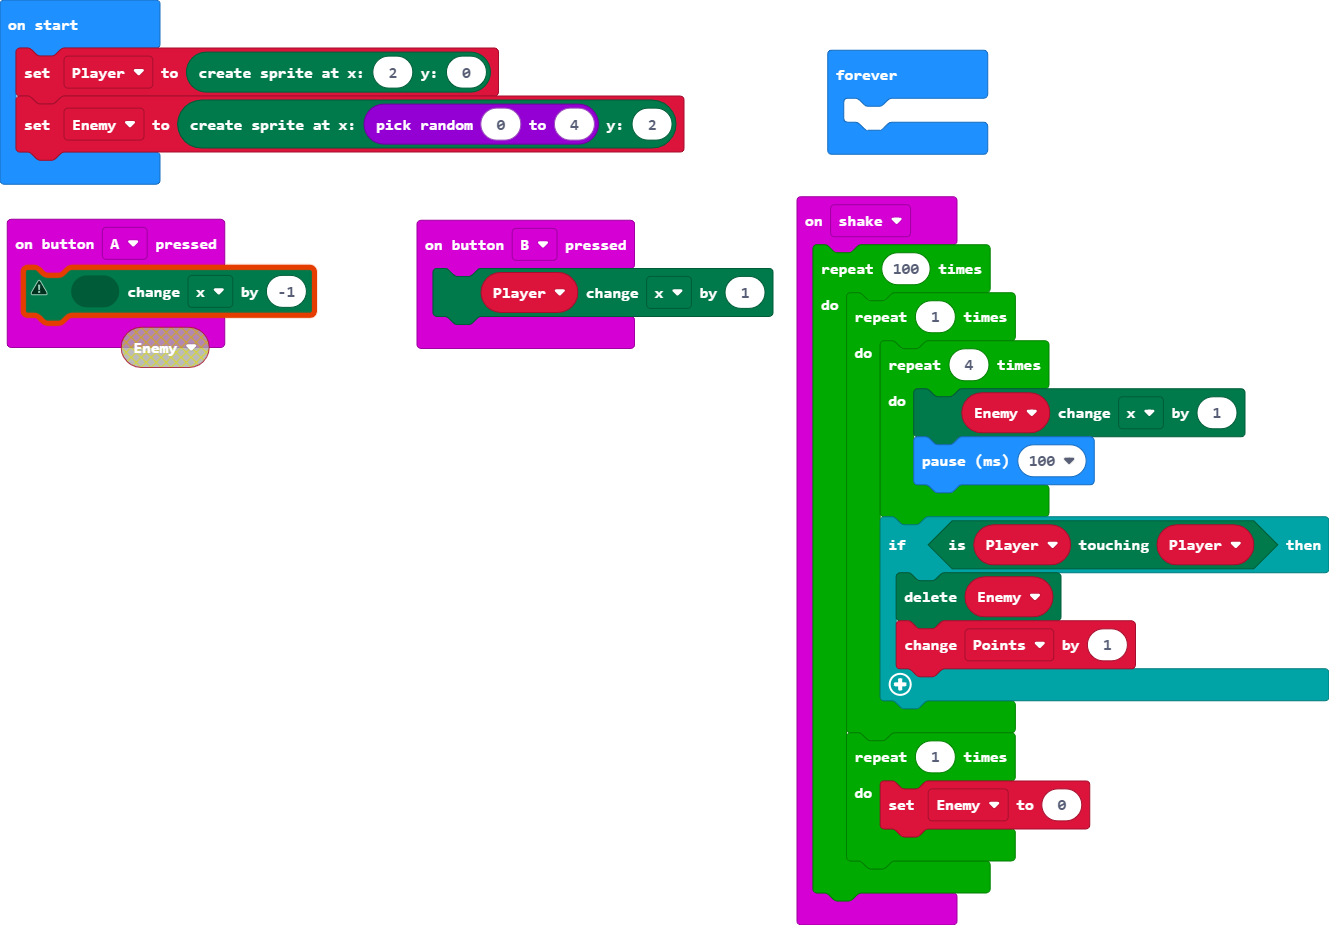 on start
set Player to create sprite at x: 2 y: 0
set Enemy to create sprite at x: pick random 0 to 4 y: 2
forever
on button A pressed
change x by -1
Enemy
on button B pressed
Player change x by 1
on shake
repeat 100 times
do
repeat 1 times
do
repeat 4 times
do
Enemy change x by 1
pause (ms) 100
if is Player touching Player then
delete Enemy
change Points by 1
repeat 1 times
do
set Enemy to 0